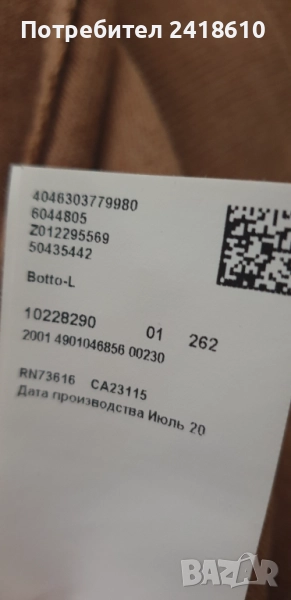 Потребител 2418610
4046303779980
6044805
Z012295569
50435442
Botto-L
10228290 01 262
2001 4901046856 00230
RN73616 CA23115
Дата производства Июль 20
BAZAR